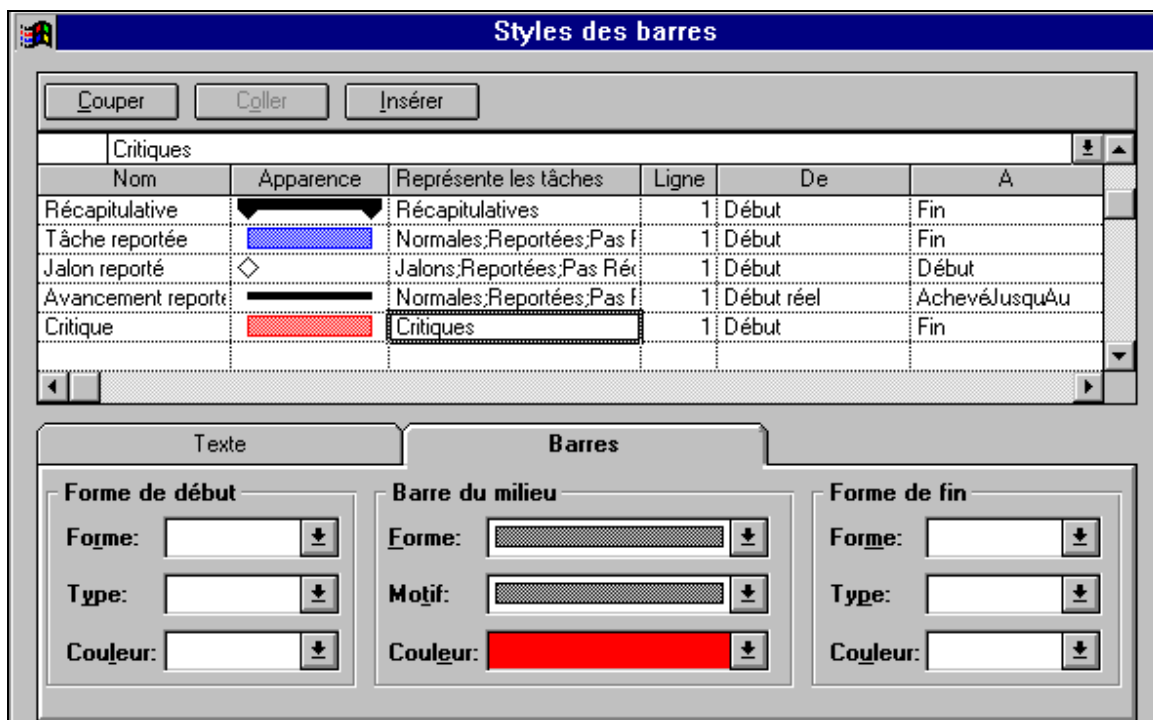 Styles des barres
Couper Coller Insérer
Critiques
Nom Apparence Représente les tâches Ligne De A
Récapitulative Récapitulatives 1 Début Fin
Tâche reportée Normales;Reportées;Pas 1 Début Fin
Jalon reporté Jalons;Reportées;Pas Réc 1 Début Début
Avancement reporté Normales;Reportées;Pas 1 Début réel AchevéJusquAu
Critique Critiques 1 Début Fin
Texte Barres
Forme de début Barre du milieu Forme de fin
Forme: Forme: Forme:
Type: Motif: Type:
Couleur: Couleur: Couleur: